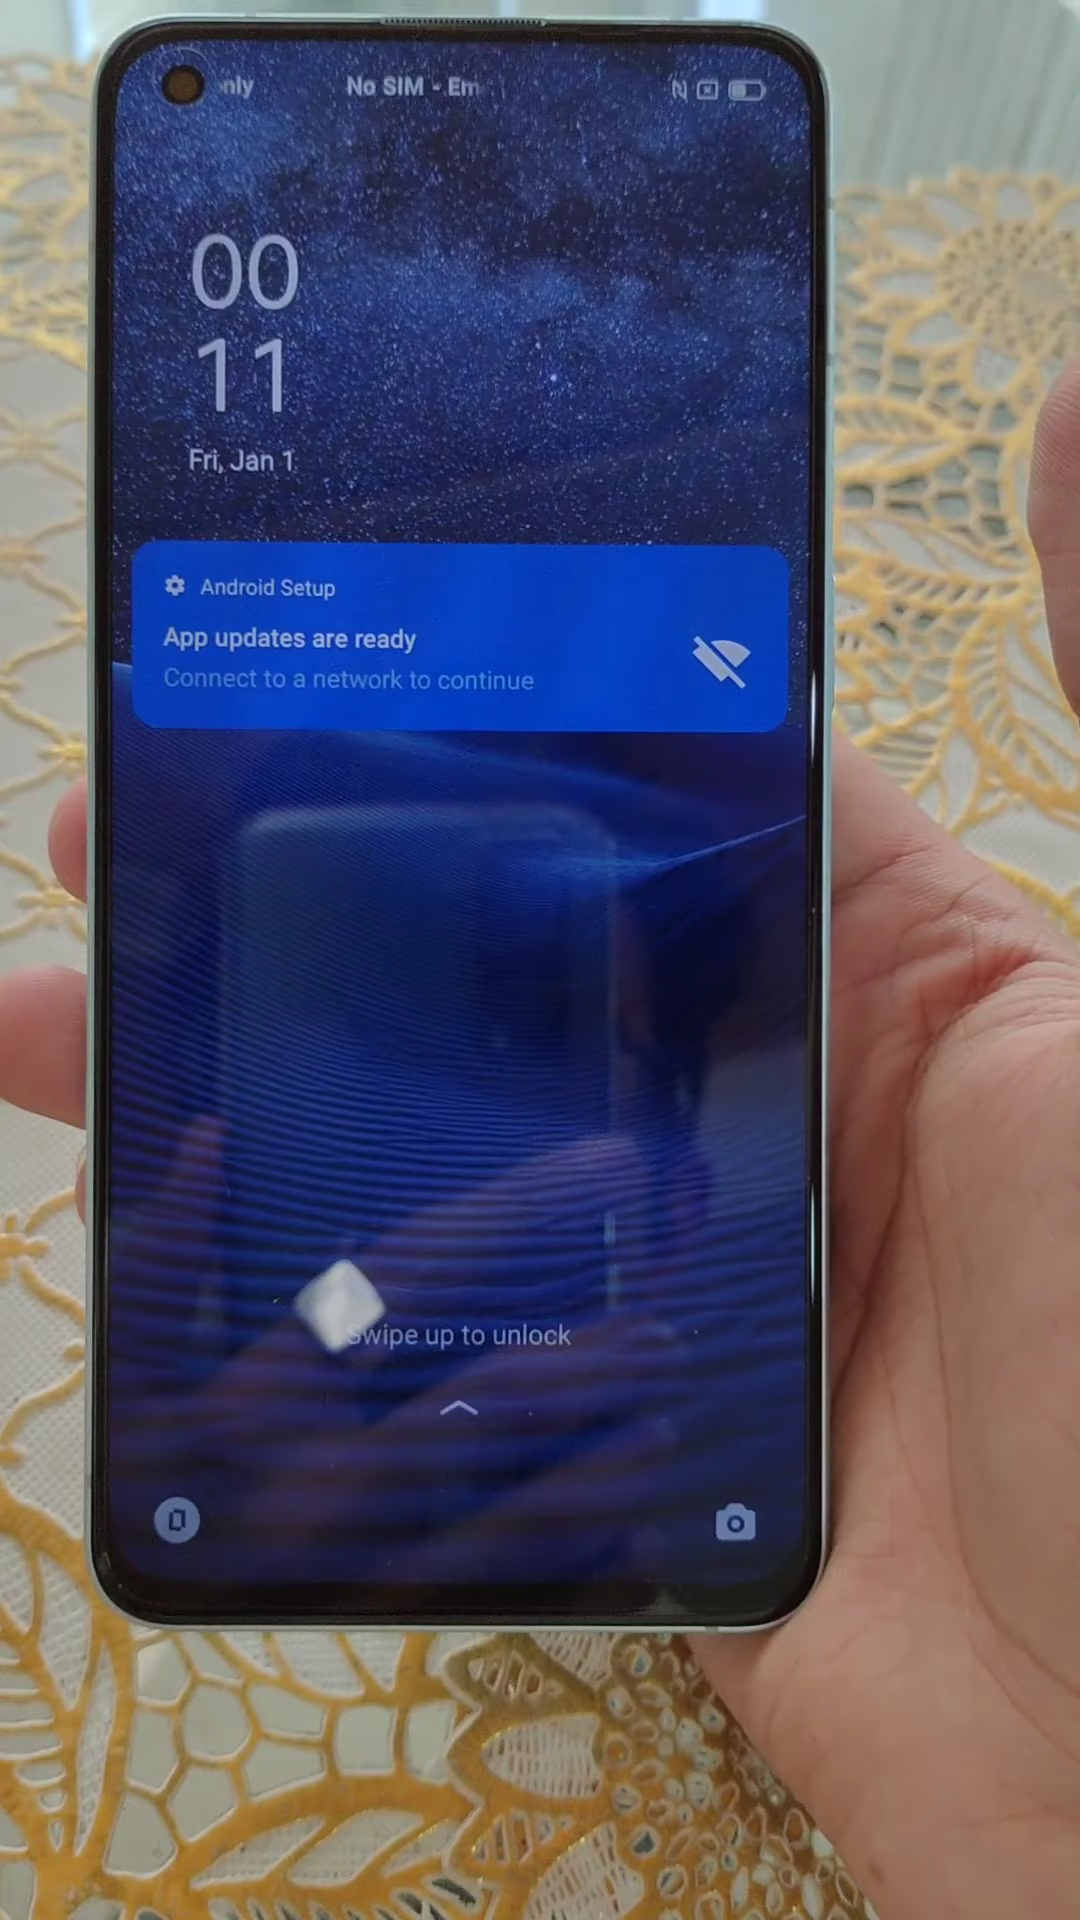 No SIM - Em
00
11
Fri, Jan 1
Android Setup
App updates are ready
Connect to a network to continue
Swipe up to unlock